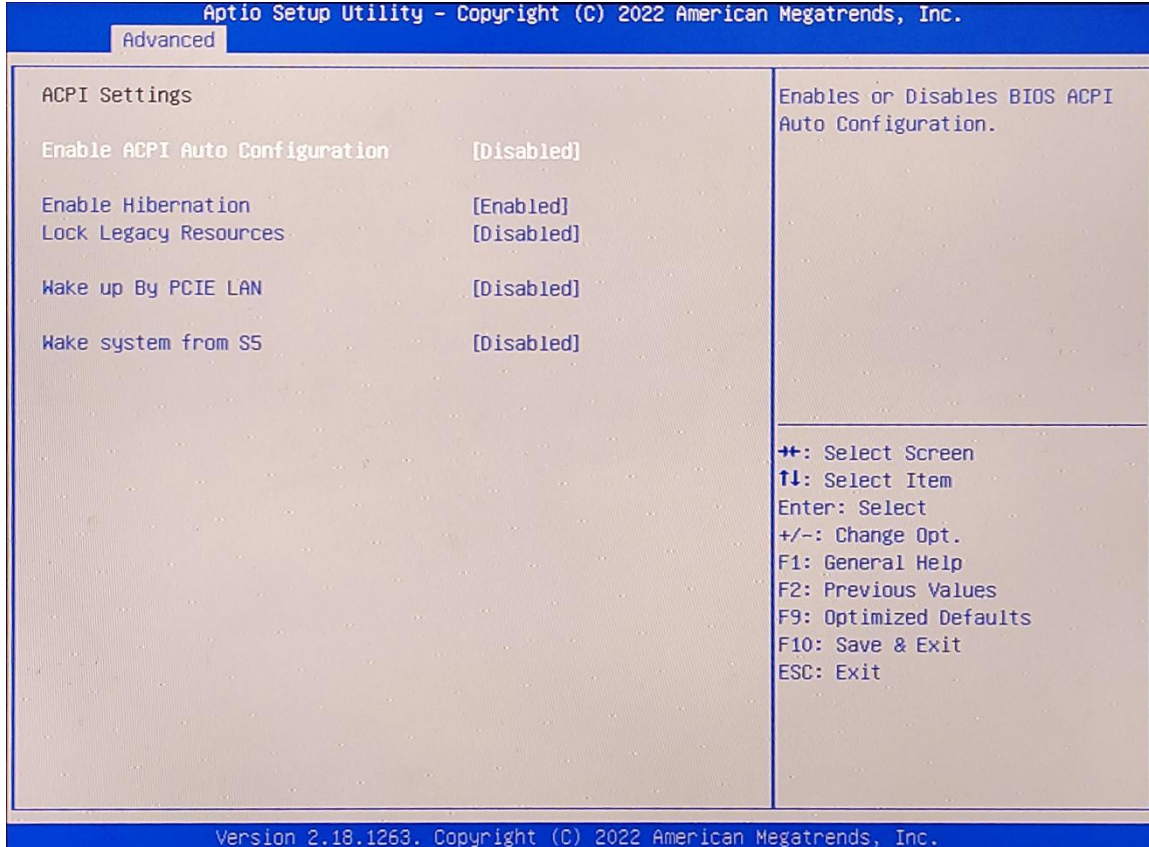 Aptio Setup Utility – Copyright (C) 2022 American Megatrends, Inc.
Advanced
ACPI Settings
Enable ACPI Auto Configuration [Disabled]
Enable Hibernation [Enabled]
Lock Legacy Resources [Disabled]
Wake up By PCIE LAN [Disabled]
Wake system from S5 [Disabled]
Enables or Disables BIOS ACPI
Auto Configuration.
→←: Select Screen
↑↓: Select Item
Enter: Select
+/-: Change Opt.
F1: General Help
F2: Previous Values
F9: Optimized Defaults
F10: Save & Exit
ESC: Exit
Version 2.18.1263. Copyright (C) 2022 American Megatrends, Inc.